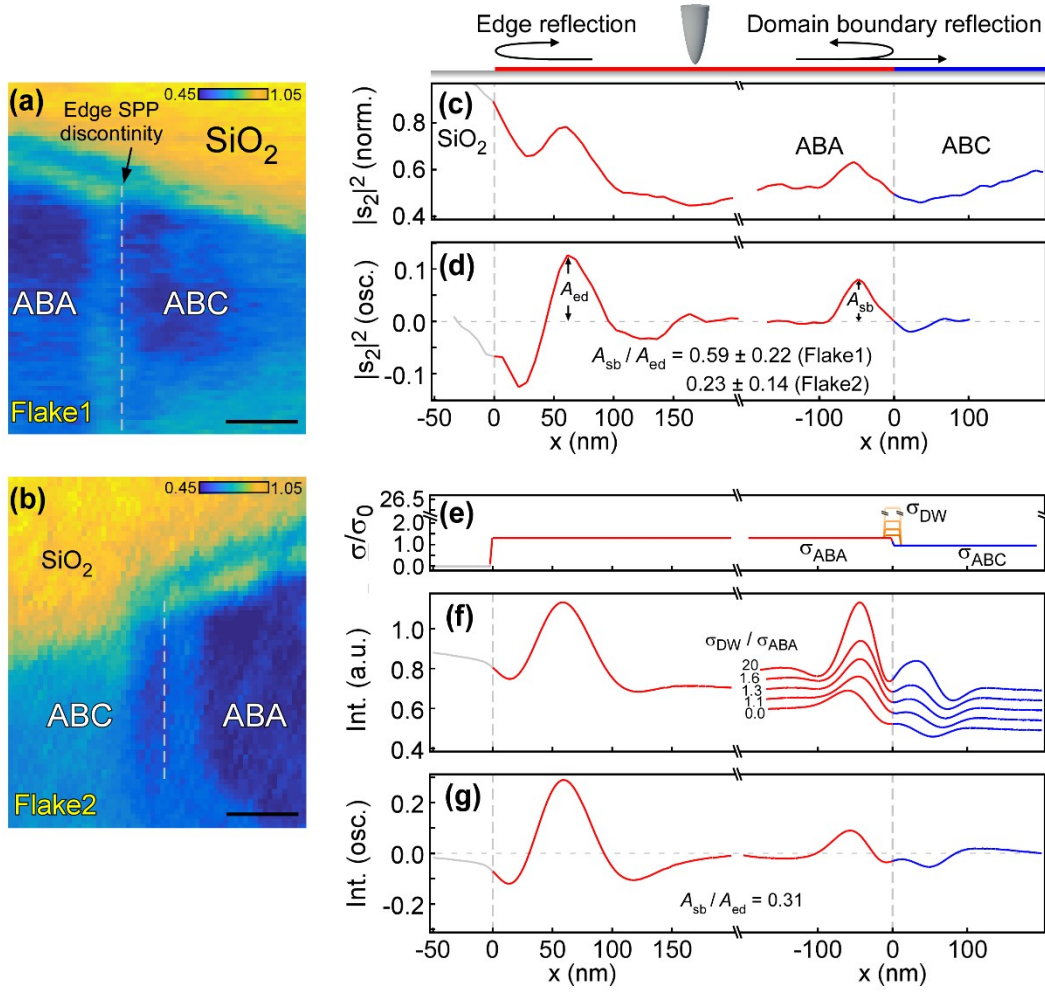 Edge reflection
Domain boundary reflection
(a)
0.45
1.05
Edge SPP
discontinity
SiO2
ABA
ABC
Flake1
(b)
0.45
1.05
SiO2
ABC
ABA
Flake2
(c)
SiO2
ABA
ABC
|s2|² (norm.)
0.8
0.6
0.4
(d)
|s2|² (osc.)
0.1
0.0
-0.1
Aed
Asb
Asb / Aed = 0.59 ± 0.22 (Flake1)
0.23 ± 0.14 (Flake2)
-50 0 50 100 150 200 -100 0 100
x (nm)
x (nm)
(e)
σ/σ0
26.5
2.0
1.0
0.0
σDW
σABA
σABC
(f)
Int. (a.u.)
1.0
0.8
0.6
0.4
σDW / σABA
20
1.6
1.3
1.1
0.0
(g)
Int. (osc.)
0.2
0.0
-0.2
Asb / Aed = 0.31
-50 0 50 100 150 200 -100 0 100
x (nm)
x (nm)